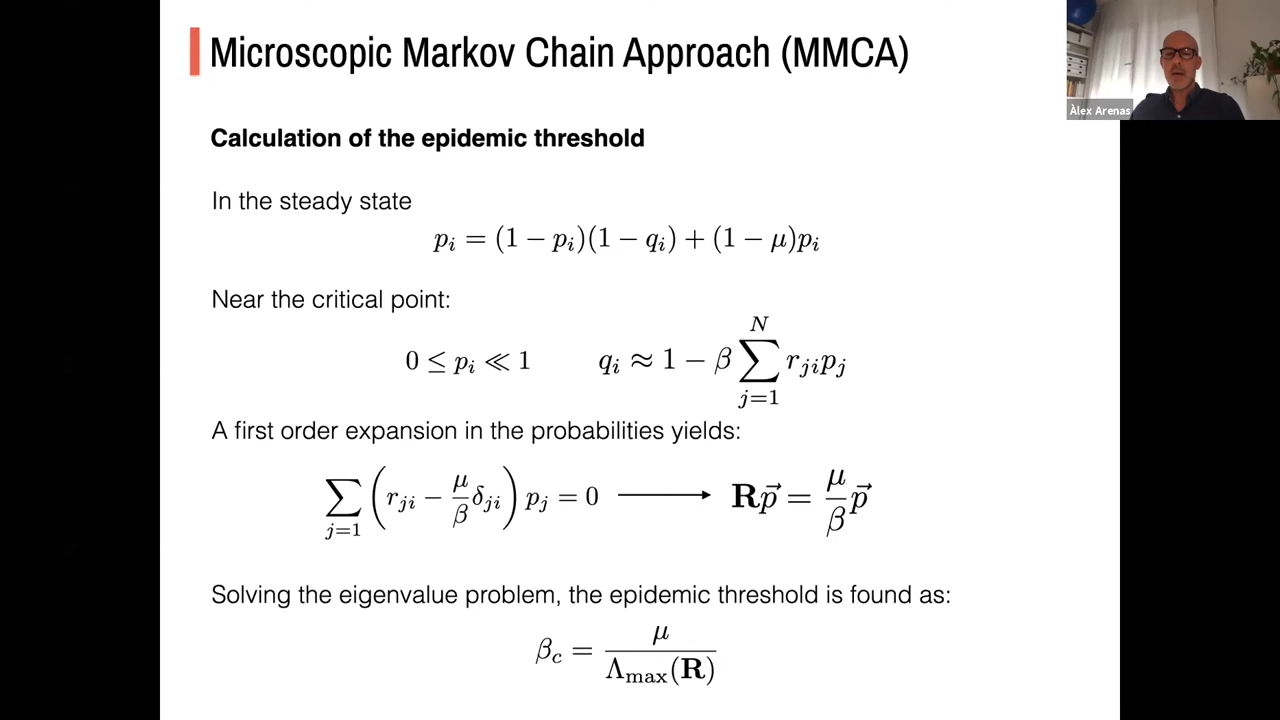 Microscopic Markov Chain Approach (MMCA)
Àlex Arenas
Calculation of the epidemic threshold
In the steady state
p_i = (1 − p_i)(1 − q_i) + (1 − μ)p_i
Near the critical point:
0 ≤ p_i ≪ 1 q_i ≈ 1 − β ∑_{j=1}^{N} r_{ji} p_j
A first order expansion in the probabilities yields:
∑_{j=1} (r_{ji} − μ/β δ_{ji}) p_j = 0 ⟶ Rp⃗ = μ/β p⃗
Solving the eigenvalue problem, the epidemic threshold is found as:
β_c = μ / Λ_max(R)